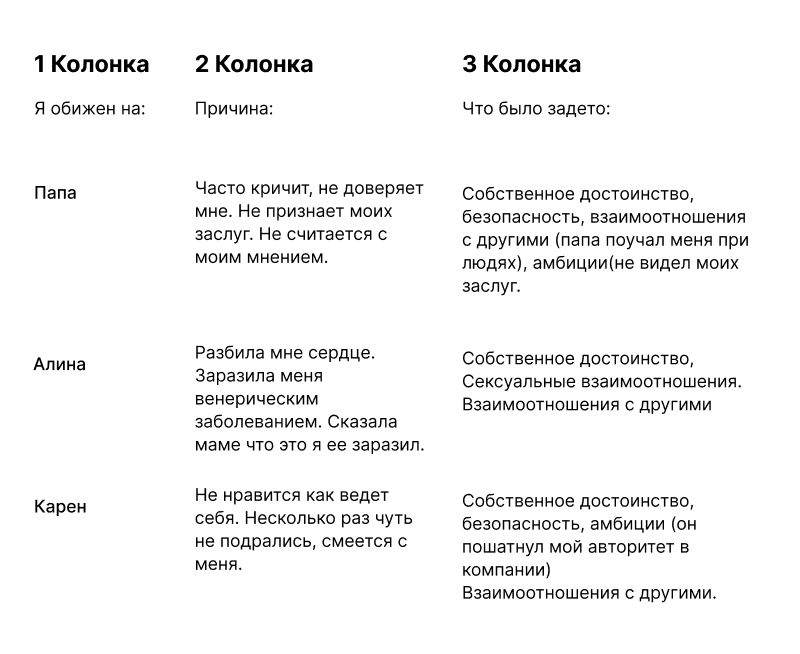 1 Колонка
2 Колонка
3 Колонка
Я обижен на:
Причина:
Что было задето:
Папа
Часто кричит, не доверяет
мне. Не признает моих
заслуг. Не считается с
моим мнением.
Собственное достоинство,
безопасность, взаимоотношения
с другими (папа поучал меня при
людях), амбиции(не видел моих
заслуг.
Алина
Разбила мне сердце.
Заразила меня
венерическим
заболеванием. Сказала
маме что это я ее заразил.
Собственное достоинство,
Сексуальные взаимоотношения.
Взаимоотношения с другими
Карен
Не нравится как ведет
себя. Несколько раз чуть
не подрались, смеется с
меня.
Собственное достоинство,
безопасность, амбиции (он
пошатнул мой авторитет в
компании)
Взаимоотношения с другими.